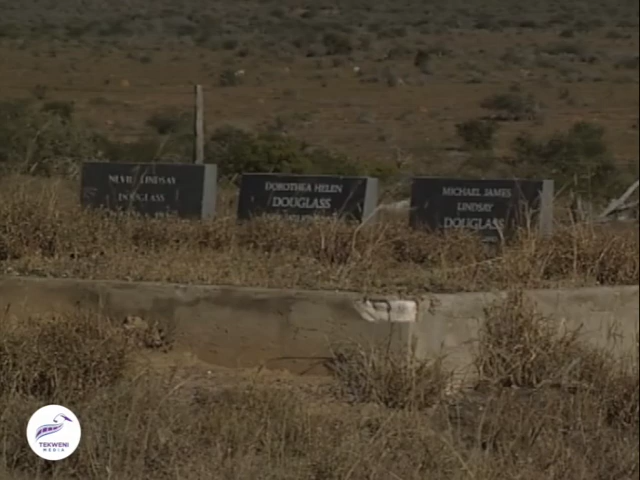 NEVIL LINDSAY
DOUGLASS
DOROTHEA HELEN
DOUGLASS
MICHAEL JAMES
LINDSAY
DOUGLASS
TEKWENI
MEDIA